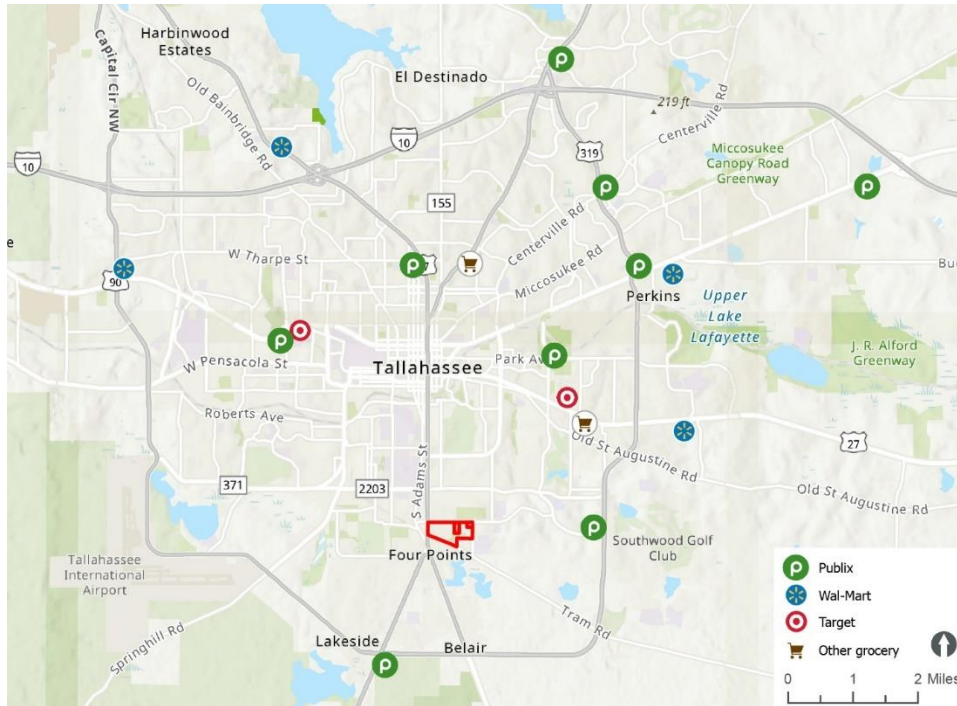 Harbinwood
Estates
Capital Cir NW
Old Bainbridge Rd
El Destinado
219 ft
Centerville Rd
10
10
319
Miccosukee
Canopy Road
Greenway
155
Centerville Rd
W Tharpe St
7
Miccosukee Rd
e
90
Perkins
Bu
Upper
Lake
Lafayette
W Pensacola St
Tallahassee
Park Av
J. R. Alford
Greenway
Roberts Ave
27
Old St Augustine Rd
371
2203
S Adams St
Old St Augustine Rd
Four Points
Southwood Golf
Club
Tallahassee
International
Airport
Tram Rd
Springhill Rd
Lakeside
Belair
Publix
Wal-Mart
Target
Other grocery
0 1 2 Miles